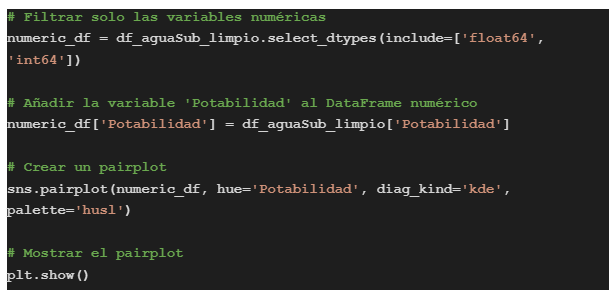 # Filtrar solo las variables numéricas
numeric_df = df_aguaSub_limpio.select_dtypes(include=['float64',
'int64'])
# Añadir la variable 'Potabilidad' al DataFrame numérico
numeric_df['Potabilidad'] = df_aguaSub_limpio['Potabilidad']
# Crear un pairplot
sns.pairplot(numeric_df, hue='Potabilidad', diag_kind='kde',
palette='husl')
# Mostrar el pairplot
plt.show()